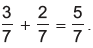 3/7 + 2/7 = 5/7.